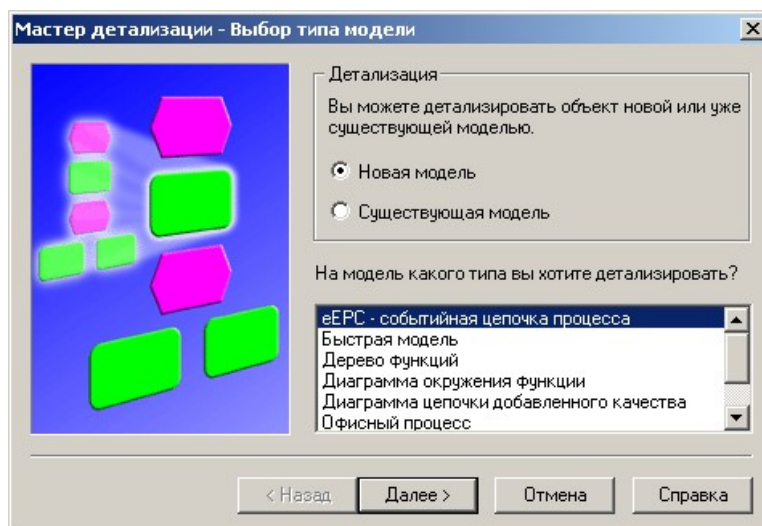 Мастер детализации - Выбор типа модели
Детализация
Вы можете детализировать объект новой или уже
существующей моделью.
Новая модель
Существующая модель
На модель какого типа вы хотите детализировать?
eEPC - событийная цепочка процесса
Быстрая модель
Дерево функций
Диаграмма окружения функции
Диаграмма цепочки добавленного качества
Офисный процесс
< Назад
Далее >
Отмена
Справка